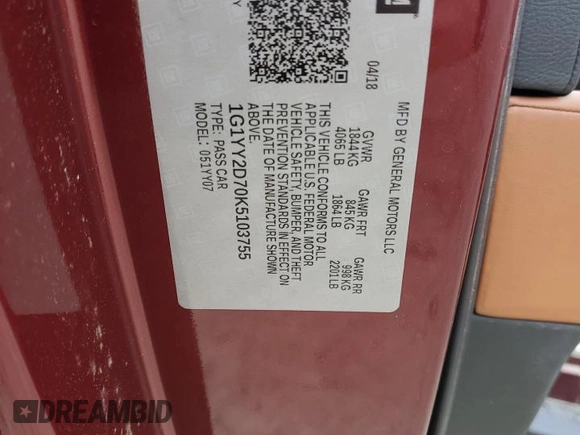 GM
MFD BY GENERAL MOTORS LLC
04/18
GVWR GAWR FRT GAWR RR
1844 KG 845 KG 998 KG
4065 LB 1864 LB 2201 LB
THIS VEHICLE CONFORMS TO ALL
APPLICABLE U.S. FEDERAL MOTOR
VEHICLE SAFETY, BUMPER, AND THEFT
PREVENTION STANDARDS IN EFFECT ON
THE DATE OF MANUFACTURE SHOWN
ABOVE.
1G1YY2D70K5103755
TYPE: PASS CAR
MODEL: 051YY07
DREAMBID